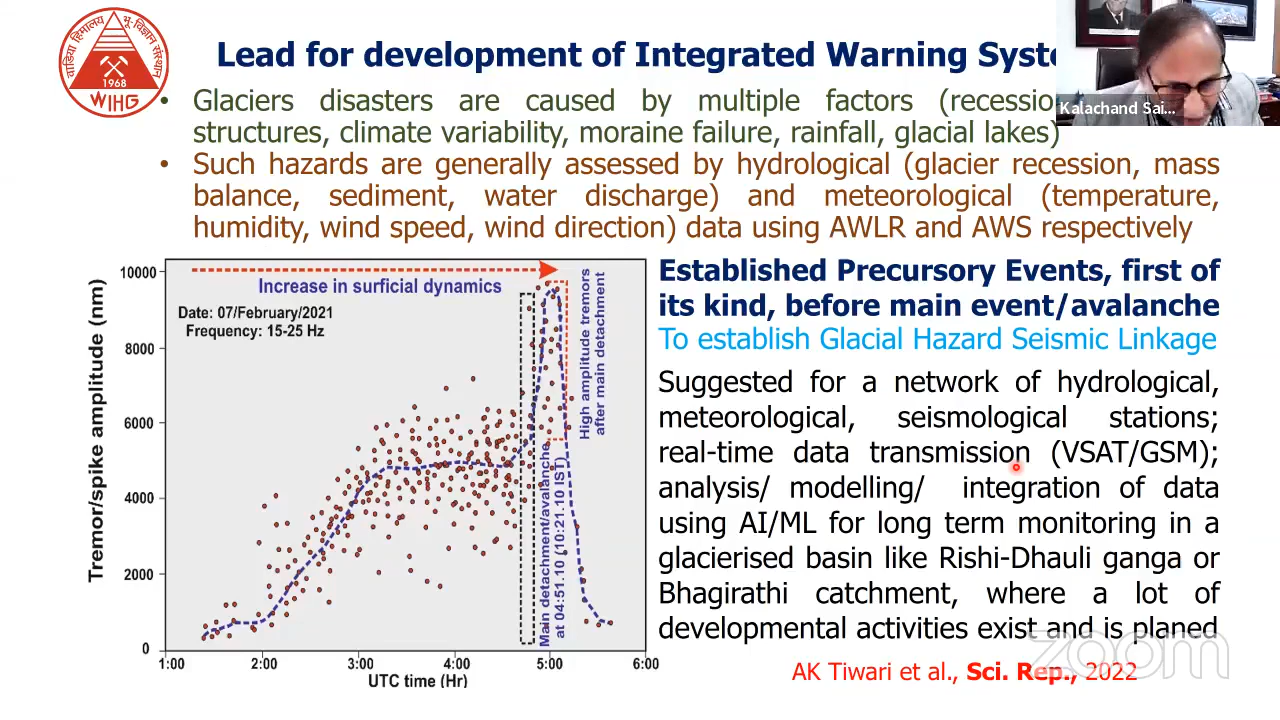 वाडिया हिमालय भू-विज्ञान संस्थान
1968
WIHG
Lead for development of Integrated Warning Syste
Kalachand Sai...
• Glaciers disasters are caused by multiple factors (recessio
structures, climate variability, moraine failure, rainfall, glacial lakes)
• Such hazards are generally assessed by hydrological (glacier recession, mass
balance, sediment, water discharge) and meteorological (temperature,
humidity, wind speed, wind direction) data using AWLR and AWS respectively
Tremor/spike amplitude (nm)
10000
8000
6000
4000
2000
0
Increase in surficial dynamics
Date: 07/February/2021
Frequency: 15-25 Hz
Main detachment/avalanche
at 04:51.10 (10:21.10 IST)
High amplitude tremors
after main detachment
1:00 2:00 3:00 4:00 5:00 6:00
UTC time (Hr)
Established Precursory Events, first of
its kind, before main event/avalanche
To establish Glacial Hazard Seismic Linkage
Suggested for a network of hydrological,
meteorological, seismological stations;
real-time data transmission (VSAT/GSM);
analysis/ modelling/ integration of data
using AI/ML for long term monitoring in a
glacierised basin like Rishi-Dhauli ganga or
Bhagirathi catchment, where a lot of
developmental activities exist and is planed
zoom
AK Tiwari et al., Sci. Rep., 2022